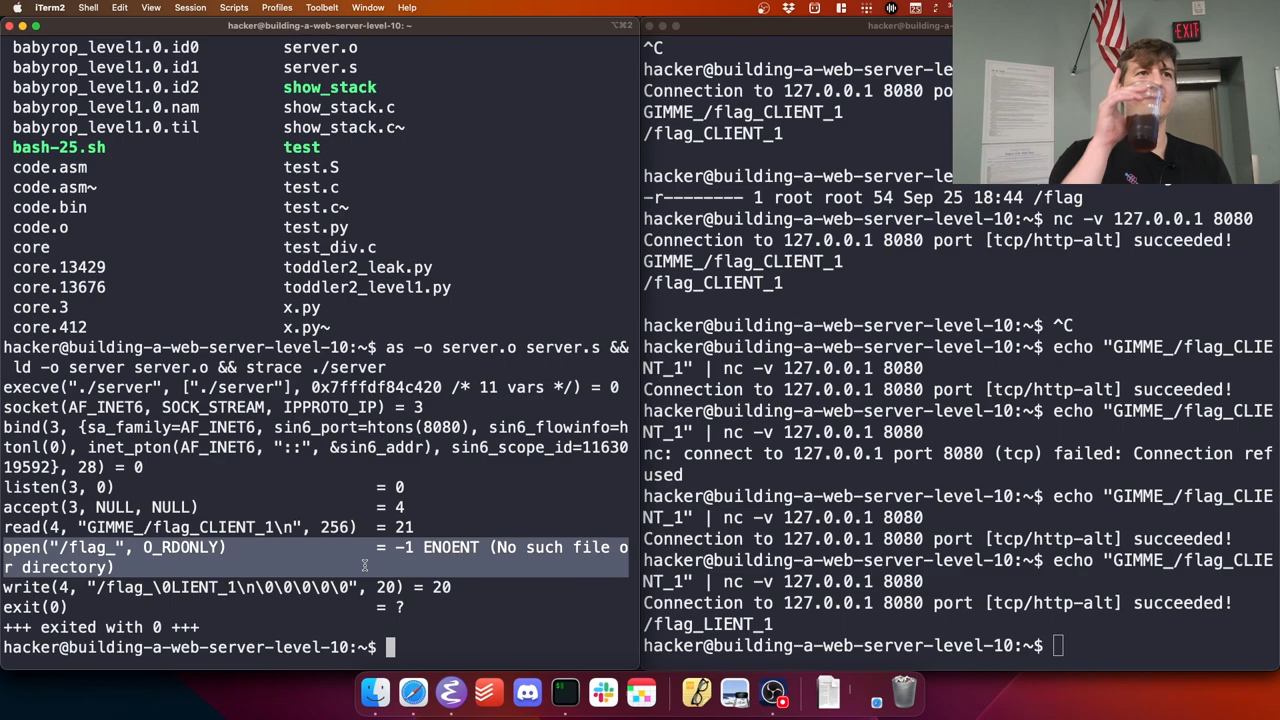 iTerm2 Shell Edit View Session Scripts Profiles Toolbelt Window Help
hacker@building-a-web-server-level-10: ~
⌥⌘2
babyrop_level1.0.id0 server.o
babyrop_level1.0.id1 server.s
babyrop_level1.0.id2 show_stack
babyrop_level1.0.nam show_stack.c
babyrop_level1.0.til show_stack.c~
bash-25.sh test
code.asm test.S
code.asm~ test.c
code.bin test.c~
code.o test.py
core test_div.c
core.13429 toddler2_leak.py
core.13676 toddler2_level1.py
core.3 x.py
core.412 x.py~
hacker@building-a-web-server-level-10:~$ as -o server.o server.s &&
ld -o server server.o && strace ./server
execve("./server", ["./server"], 0x7fffdf84c420 /* 11 vars */) = 0
socket(AF_INET6, SOCK_STREAM, IPPROTO_IP) = 3
bind(3, {sa_family=AF_INET6, sin6_port=htons(8080), sin6_flowinfo=h
tonl(0), inet_pton(AF_INET6, "::", &sin6_addr), sin6_scope_id=11630
19592}, 28) = 0
listen(3, 0) = 0
accept(3, NULL, NULL) = 4
read(4, "GIMME_/flag_CLIENT_1\n", 256) = 21
open("/flag_", O_RDONLY) = -1 ENOENT (No such file o
r directory)
write(4, "/flag_\0LIENT_1\n\0\0\0\0\0", 20) = 20
exit(0) = ?
+++ exited with 0 +++
hacker@building-a-web-server-level-10:~$
hacker@building-a-web-server-level-10: ~
^C
hacker@building-a-web-server-le
Connection to 127.0.0.1 8080 po
GIMME_/flag_CLIENT_1
/flag_CLIENT_1
hacker@building-a-web-server-le
-r-------- 1 root root 54 Sep 25 18:44 /flag
hacker@building-a-web-server-level-10:~$ nc -v 127.0.0.1 8080
Connection to 127.0.0.1 8080 port [tcp/http-alt] succeeded!
GIMME_/flag_CLIENT_1
/flag_CLIENT_1
hacker@building-a-web-server-level-10:~$ ^C
hacker@building-a-web-server-level-10:~$ echo "GIMME_/flag_CLIE
NT_1" | nc -v 127.0.0.1 8080
Connection to 127.0.0.1 8080 port [tcp/http-alt] succeeded!
hacker@building-a-web-server-level-10:~$ echo "GIMME_/flag_CLIE
NT_1" | nc -v 127.0.0.1 8080
nc: connect to 127.0.0.1 port 8080 (tcp) failed: Connection ref
used
hacker@building-a-web-server-level-10:~$ echo "GIMME_/flag_CLIE
NT_1" | nc -v 127.0.0.1 8080
Connection to 127.0.0.1 8080 port [tcp/http-alt] succeeded!
hacker@building-a-web-server-level-10:~$ echo "GIMME_/flag_CLIE
NT_1" | nc -v 127.0.0.1 8080
Connection to 127.0.0.1 8080 port [tcp/http-alt] succeeded!
/flag_LIENT_1
hacker@building-a-web-server-level-10:~$
EXIT